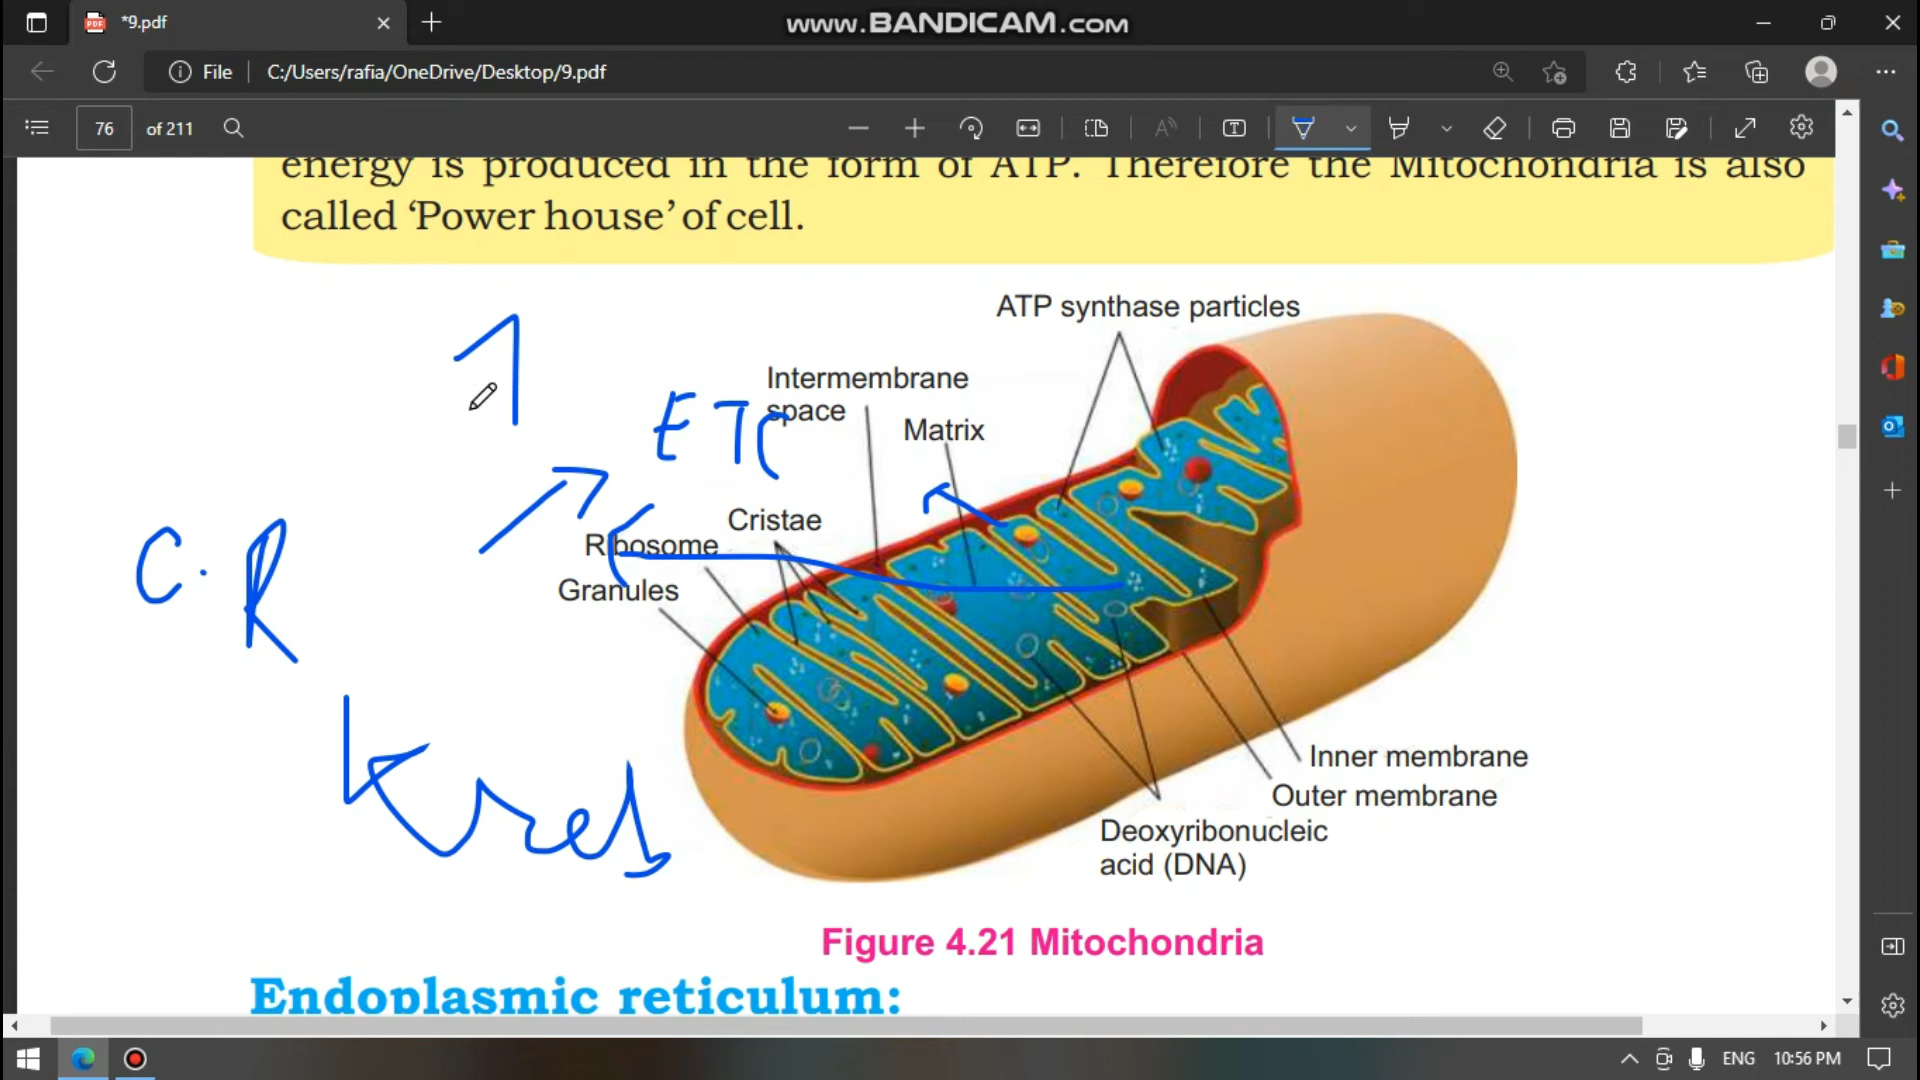 *9.pdf
www.BANDICAM.com
File
C:/Users/rafia/OneDrive/Desktop/9.pdf
76 of 211
energy is produced in the form of ATP. Therefore the Mitochondria is also
called ‘Power house’ of cell.
ATP synthase particles
Intermembrane
space
Matrix
ETC
Cristae
Ribosome
Granules
C.R
Inner membrane
Outer membrane
Deoxyribonucleic
acid (DNA)
Figure 4.21 Mitochondria
Endoplasmic reticulum:
ENG
10:56 PM